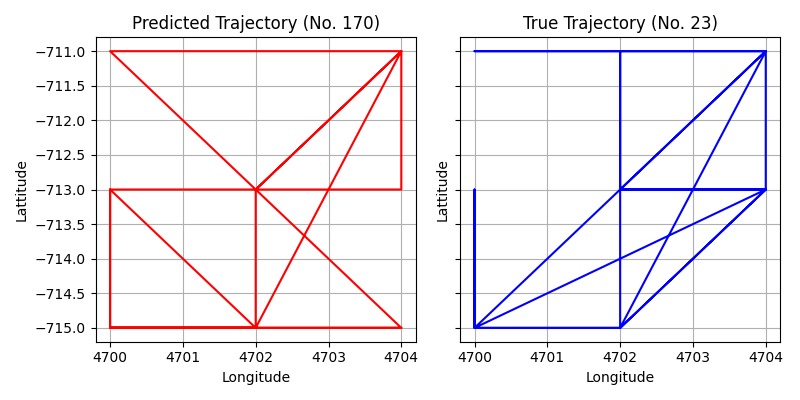 Predicted Trajectory (No. 170)
True Trajectory (No. 23)
−711.0
−711.5
−712.0
−712.5
−713.0
−713.5
−714.0
−714.5
−715.0
Lattitude
Lattitude
4700 4701 4702 4703 4704
4700 4701 4702 4703 4704
Longitude
Longitude